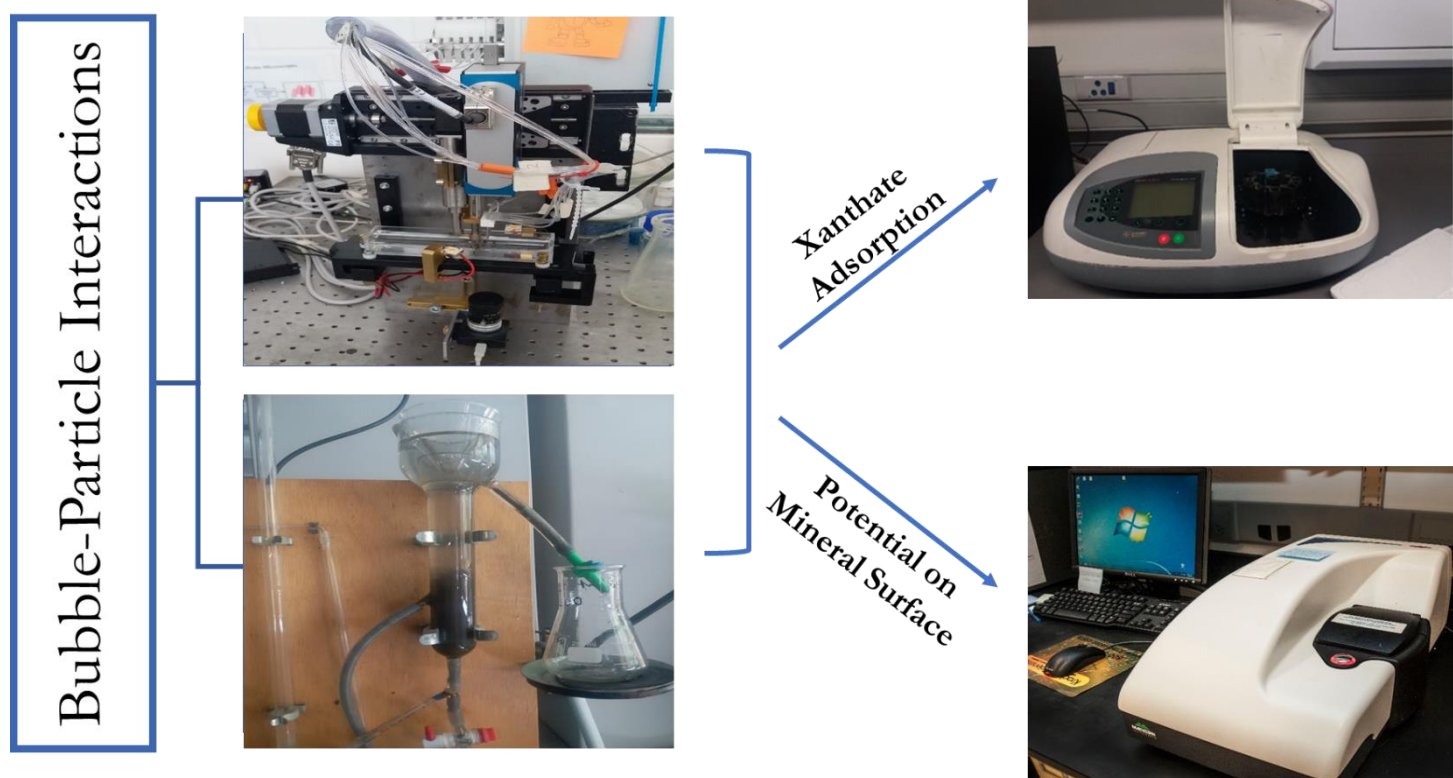 Bubble-Particle Interactions
Xanthate
Adsorption
Potential on
Mineral Surface